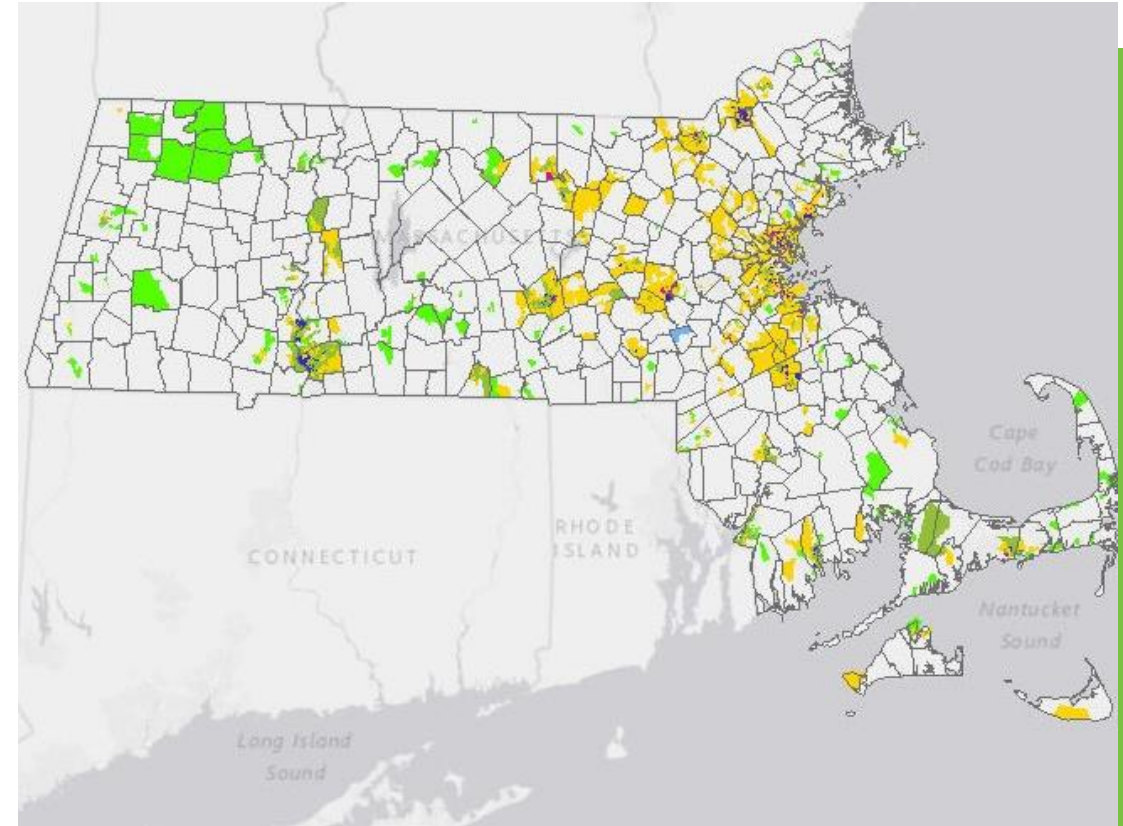 MASSACHUSETTS
Cape
Cod Bay
RHODE
ISLAND
CONNECTICUT
Nantucket
Sound
Long Island
Sound